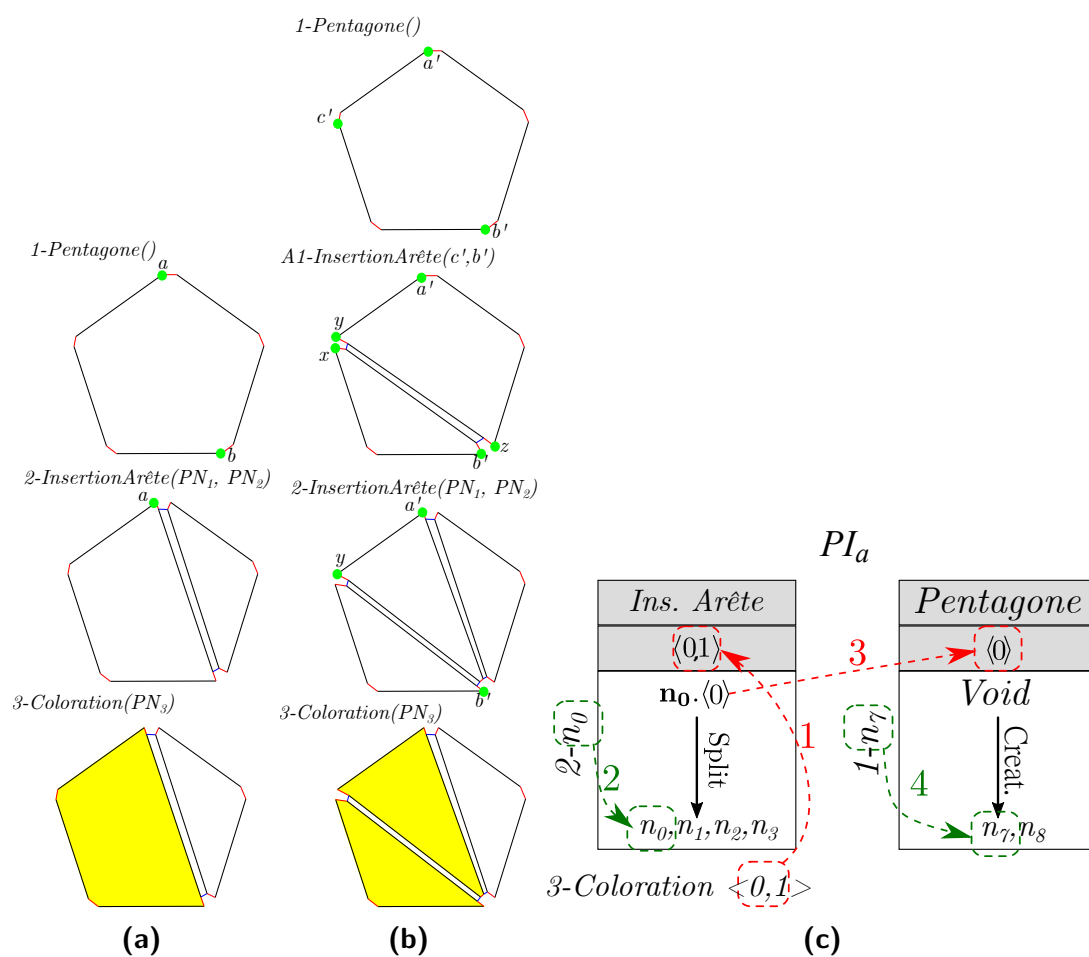 1-Pentagone()
a'
c'
b'
1-Pentagone()
a
b
A1-InsertionArête(c',b')
a'
y
x
z
b'
2-InsertionArête(PN₁, PN₂)
a
2-InsertionArête(PN₁, PN₂)
a'
y
b'
3-Coloration(PN₃)
3-Coloration(PN₃)
PIₐ
Ins. Arête
⟨0,1⟩
n₀.⟨0⟩
Split
n₀,n₁,n₂,n₃
2-n₀
2
1
3
3-Coloration <0,1>
Pentagone
⟨0⟩
Void
Creat.
n₇,n₈
1-n₇
4
(a)
(b)
(c)